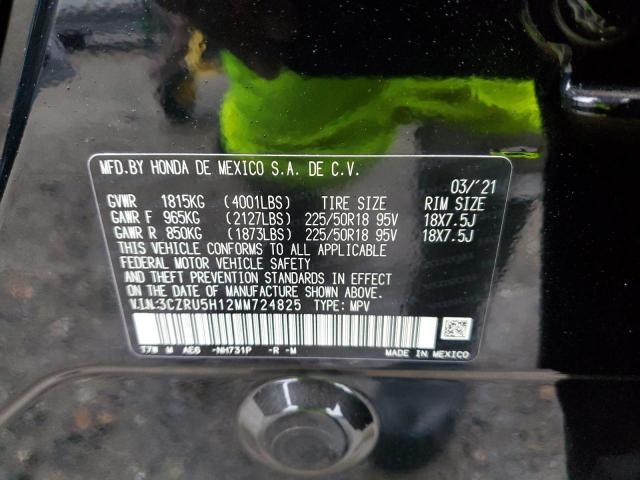 MFD.BY HONDA DE MEXICO S.A. DE C.V.
03/'21
GVWR 1815KG (4001LBS) TIRE SIZE RIM SIZE
GAWR F 965KG (2127LBS) 225/50R18 95V 18X7.5J
GAWR R 850KG (1873LBS) 225/50R18 95V 18X7.5J
THIS VEHICLE CONFORMS TO ALL APPLICABLE
FEDERAL MOTOR VEHICLE SAFETY
AND THEFT PREVENTION STANDARDS IN EFFECT
ON THE DATE OF MANUFACTURE SHOWN ABOVE.
V.I.N:3CZRU5H12MM724825 TYPE: MPV
T7B M AEG -NH731P -R -M MADE IN MEXICO